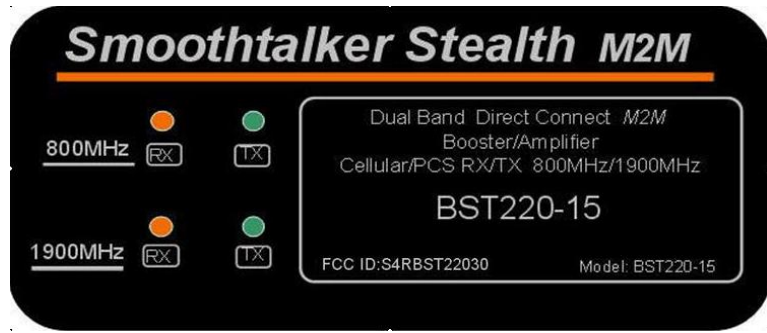 Smoothtalker Stealth M2M
800MHz RX TX
Dual Band Direct Connect M2M
Booster/Amplifier
Cellular/PCS RX/TX 800MHz/1900MHz
BST220-15
1900MHz RX TX
FCC ID:S4RBST22030 Model: BST220-15